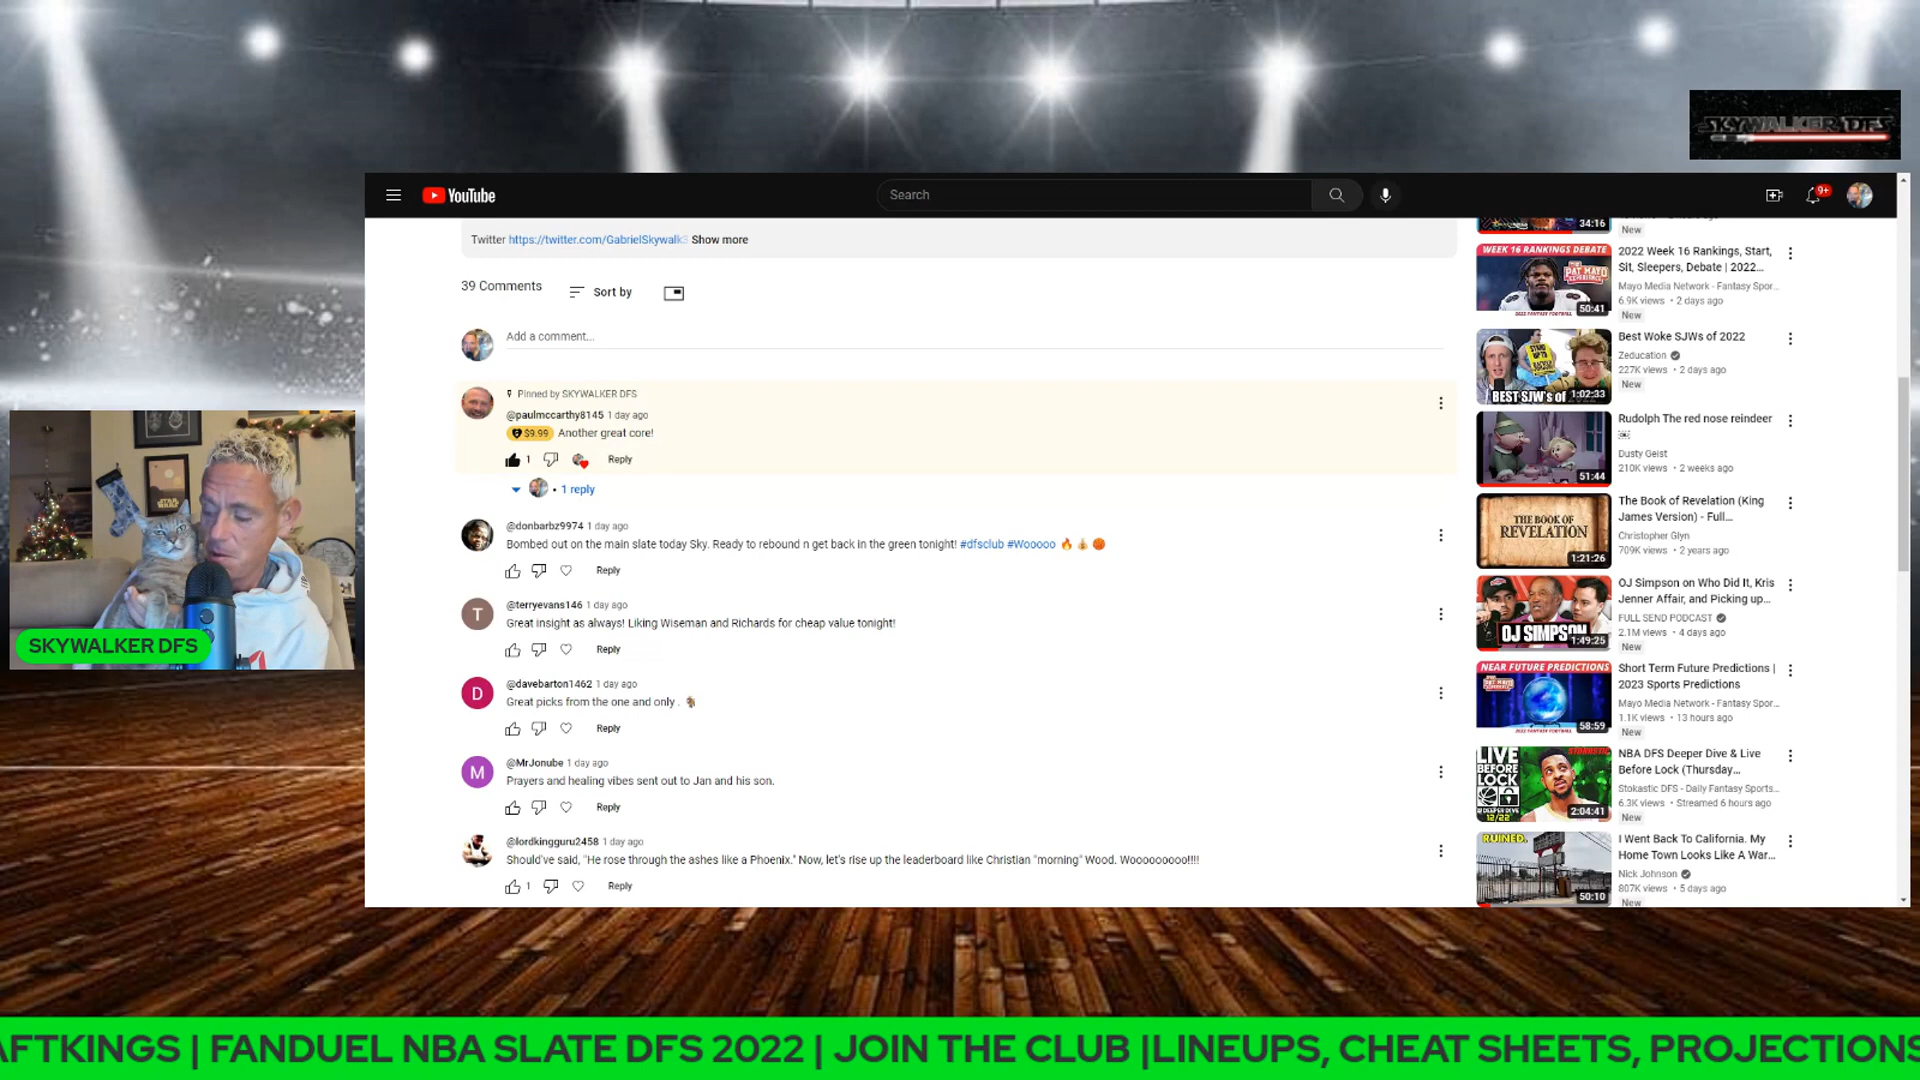 SKYWALKER DFS
YouTube
Search
9+
Twitter https://twitter.com/GabrielSkywalk Show more
39 Comments
Sort by
Add a comment...
Pinned by SKYWALKER DFS
@paulmccarthy8145 1 day ago
$9.99 Another great core!
1 Reply
• 1 reply
@donbarbz9974 1 day ago
Bombed out on the main slate today Sky. Ready to rebound n get back in the green tonight! #dfsclub #Wooooo
Reply
T
@terryevans146 1 day ago
Great insight as always! Liking Wiseman and Richards for cheap value tonight!
Reply
D
@davebarton1462 1 day ago
Great picks from the one and only .
Reply
M
@MrJonube 1 day ago
Prayers and healing vibes sent out to Jan and his son.
Reply
@lordkingguru2458 1 day ago
Should've said, "He rose through the ashes like a Phoenix." Now, let's rise up the leaderboard like Christian "morning" Wood. Wooooooooo!!!!
1 Reply
34:16
New
WEEK 16 RANKINGS DEBATE
PAT MAYO
50:41
2022 Week 16 Rankings, Start,
Sit, Sleepers, Debate | 2022...
Mayo Media Network - Fantasy Spor...
6.9K views • 2 days ago
New
BEST SJW's of
1:02:33
Best Woke SJWs of 2022
Zeducation
227K views • 2 days ago
New
51:44
Rudolph The red nose reindeer
Dusty Geist
210K views • 2 weeks ago
THE BOOK OF
REVELATION
1:21:26
The Book of Revelation (King
James Version) - Full...
Christopher Glyn
709K views • 2 years ago
OJ SIMPSON
1:49:25
OJ Simpson on Who Did It, Kris
Jenner Affair, and Picking up...
FULL SEND PODCAST
2.1M views • 4 days ago
New
NEAR FUTURE PREDICTIONS
58:59
Short Term Future Predictions |
2023 Sports Predictions
Mayo Media Network - Fantasy Spor...
1.1K views • 13 hours ago
New
LIVE
BEFORE
LOCK
DEEPER DIVE
12/22
2:04:41
NBA DFS Deeper Dive & Live
Before Lock (Thursday...
Stokastic DFS - Daily Fantasy Sports...
6.3K views • Streamed 6 hours ago
New
RUINED.
50:10
I Went Back To California. My
Home Town Looks Like A War...
Nick Johnson
807K views • 5 days ago
New
STAR
WARS
SKYWALKER DFS
AFTKINGS | FANDUEL NBA SLATE DFS 2022 | JOIN THE CLUB |LINEUPS, CHEAT SHEETS, PROJECTIONS